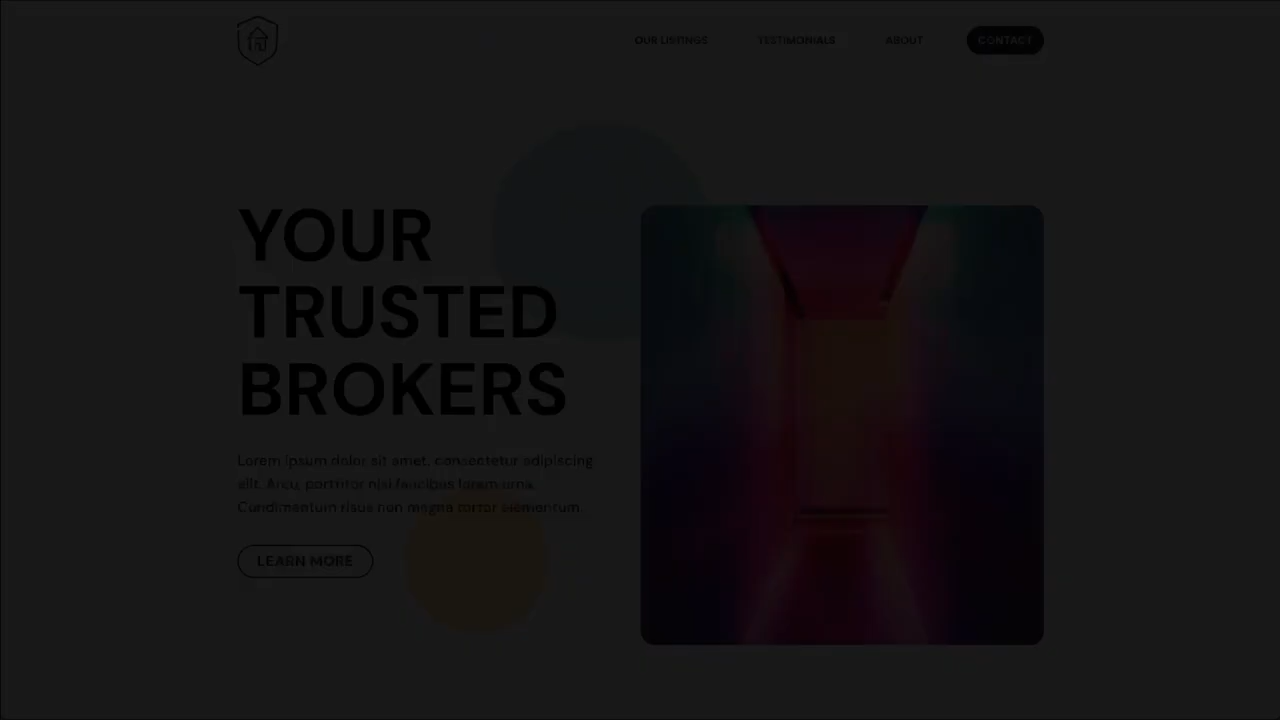 OUR LISTINGS TESTIMONIALS ABOUT CONTACT
YOUR
TRUSTED
BROKERS
Lorem ipsum dolor sit amet, consectetur adipiscing
elit. Arcu, porttitor nisi faucibus lorem urna.
Condimentum risus non magna tortor elementum.
LEARN MORE